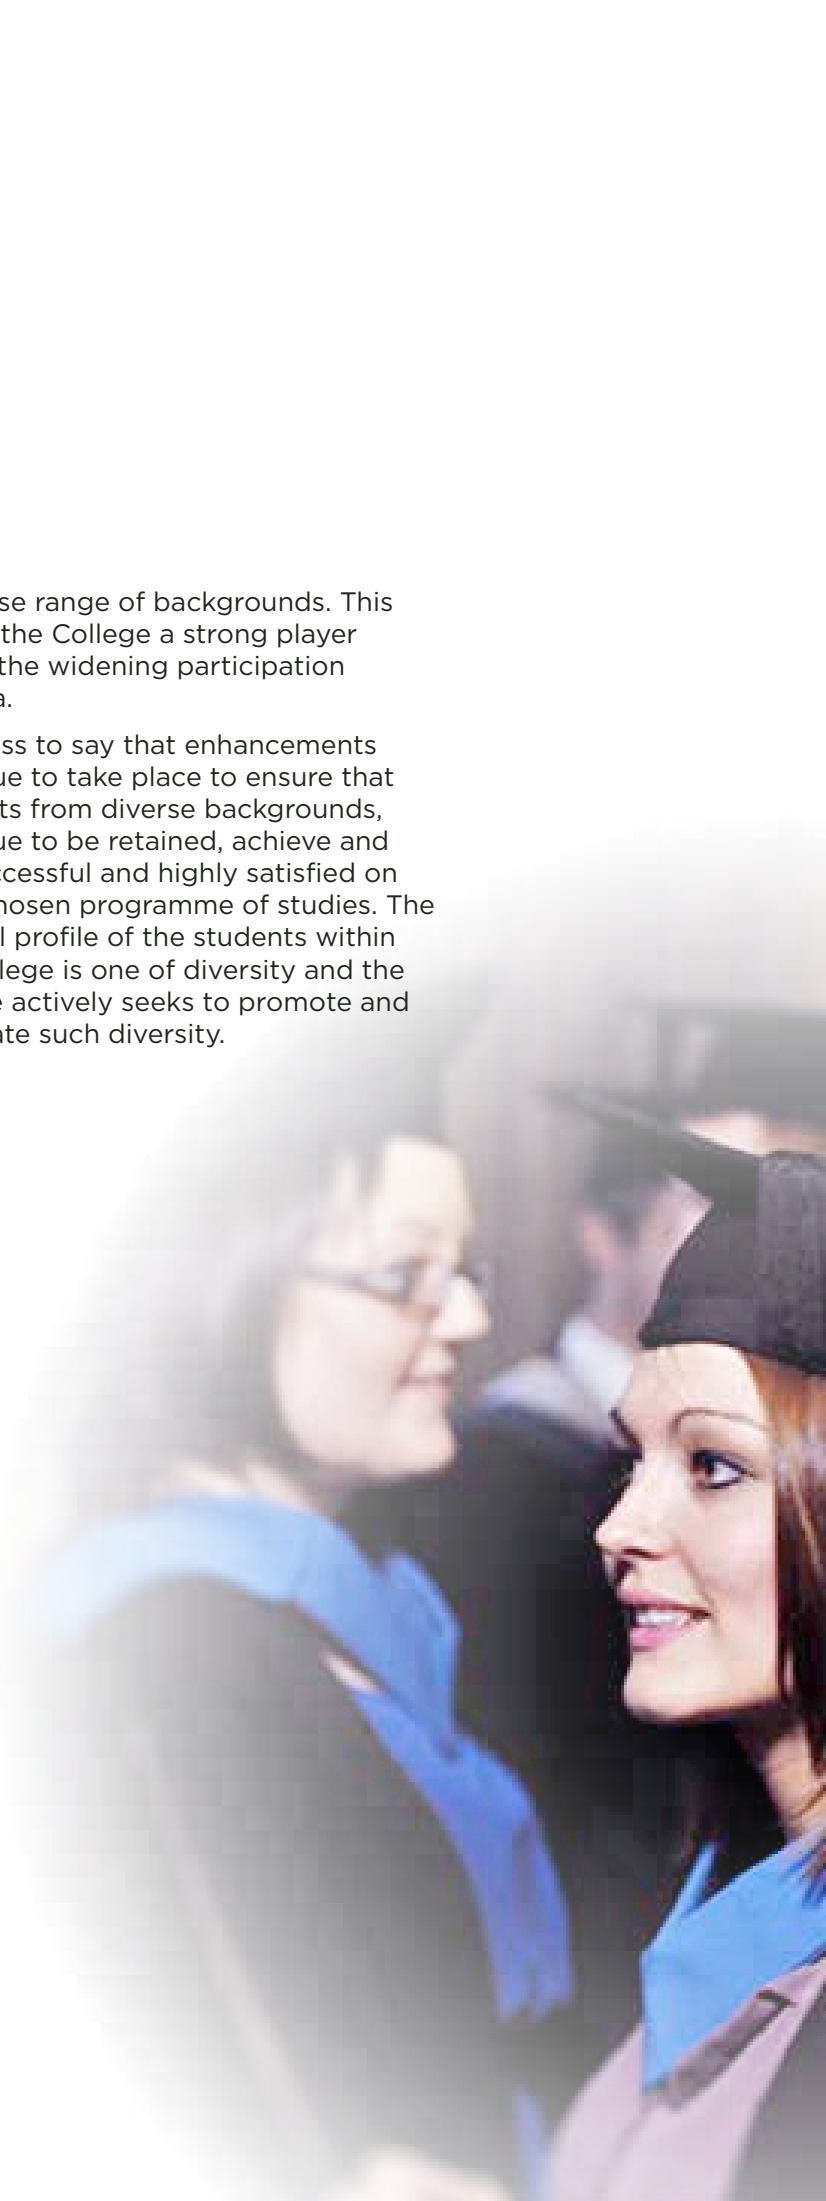 se range of backgrounds. This
the College a strong player
the widening participation
a.
ss to say that enhancements
ue to take place to ensure that
ts from diverse backgrounds,
ue to be retained, achieve and
ccessful and highly satisfied on
hosen programme of studies. The
l profile of the students within
lege is one of diversity and the
e actively seeks to promote and
ate such diversity.